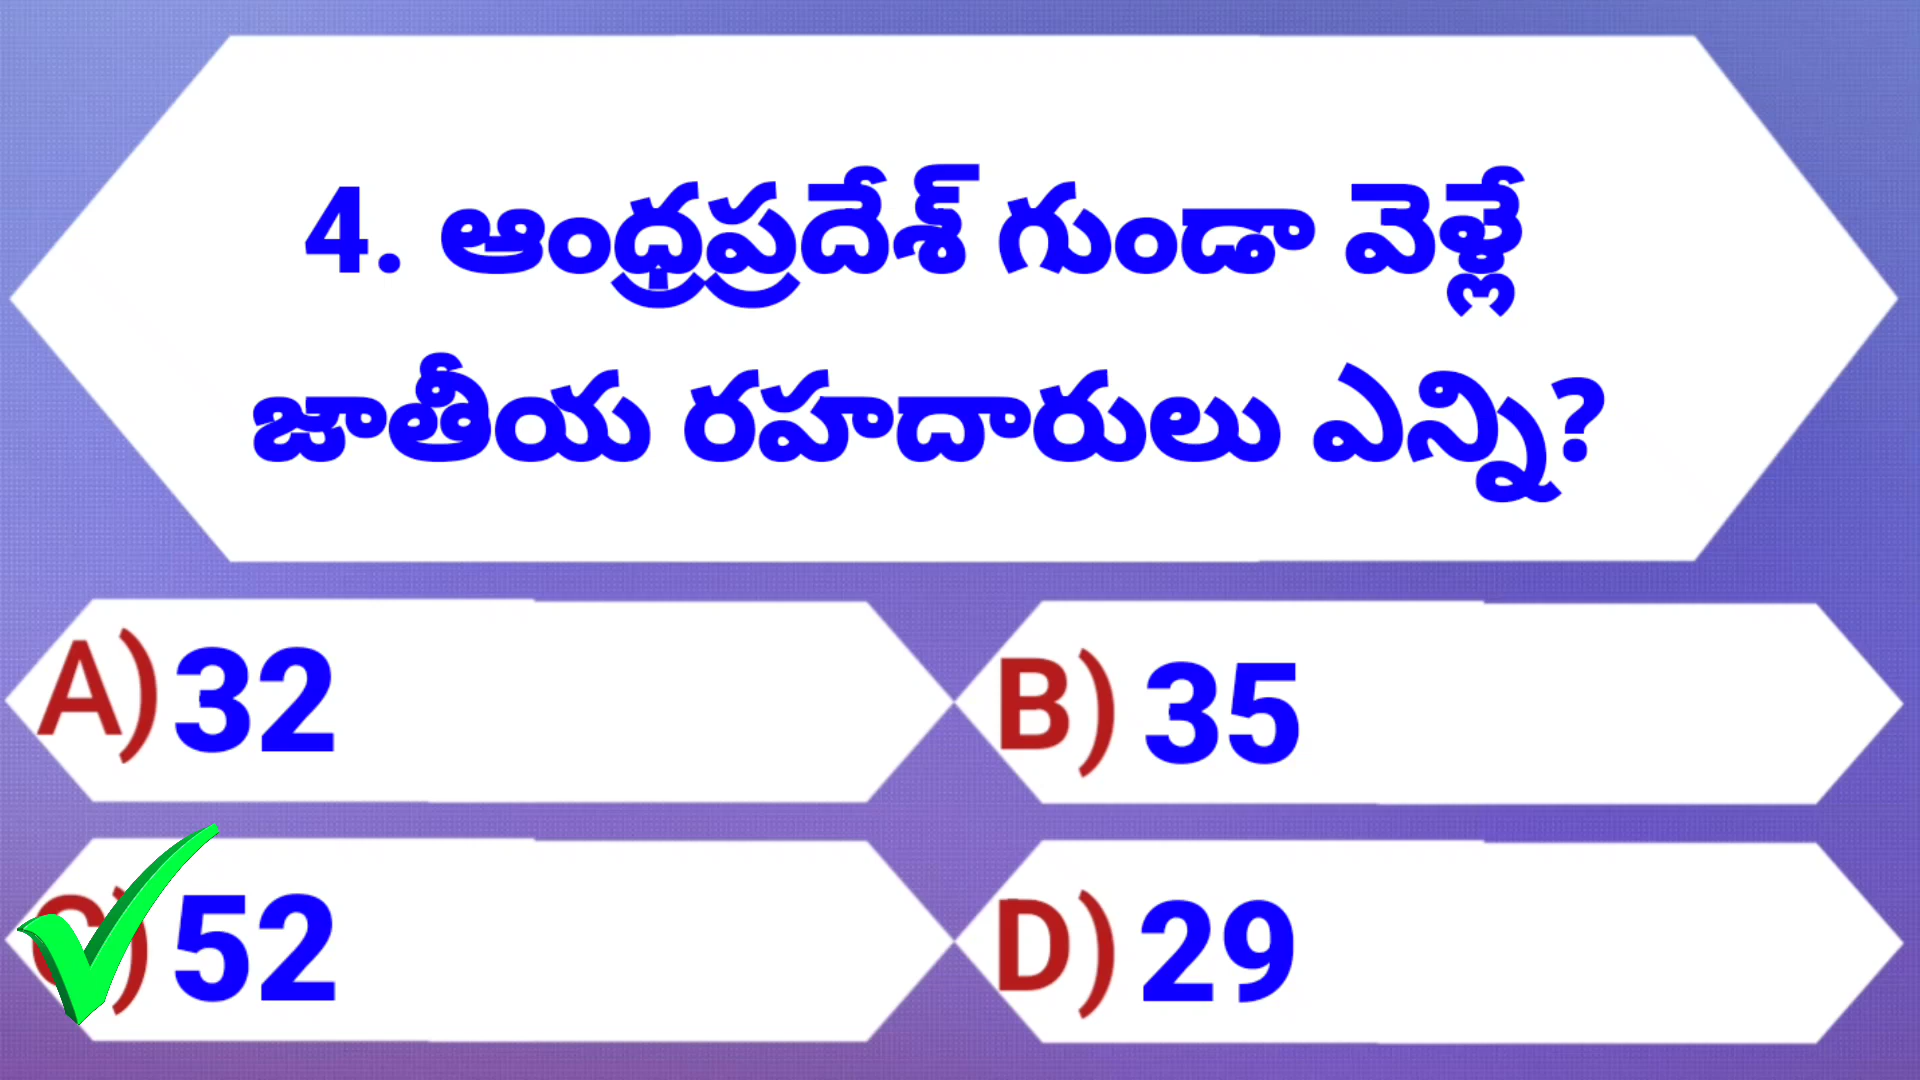 4. ఆంధ్రప్రదేశ్ గుండా వెళ్లే
జాతీయ రహదారులు ఎన్ని?
A) 32
B) 35
C) 52
D) 29